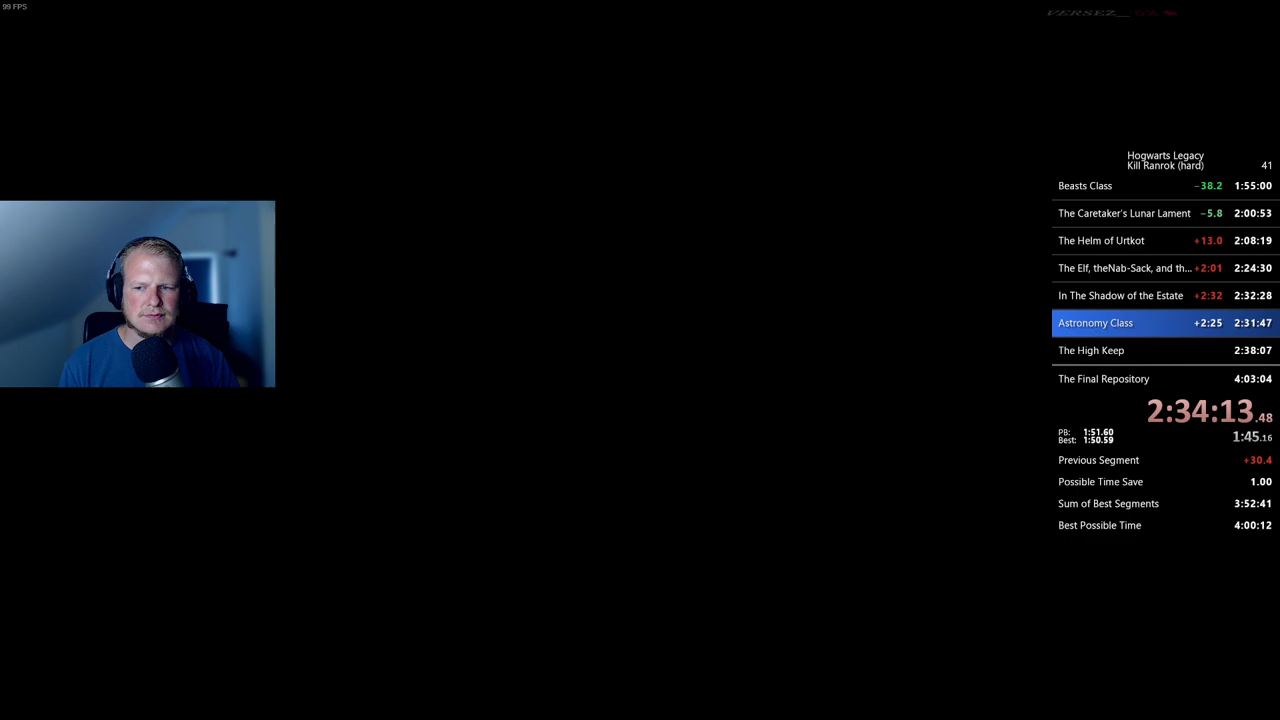 99 FPS
VERSEZ__
Hogwarts Legacy
Kill Ranrok (hard) 41
Beasts Class −38.2 1:55:00
The Caretaker's Lunar Lament −5.8 2:00:53
The Helm of Urtkot +13.0 2:08:19
The Elf, theNab-Sack, and th... +2:01 2:24:30
In The Shadow of the Estate +2:32 2:32:28
Astronomy Class +2:25 2:31:47
The High Keep 2:38:07
The Final Repository 4:03:04
2:34:13.48
PB: 1:51.60
Best: 1:50.59 1:45.16
Previous Segment +30.4
Possible Time Save 1.00
Sum of Best Segments 3:52:41
Best Possible Time 4:00:12